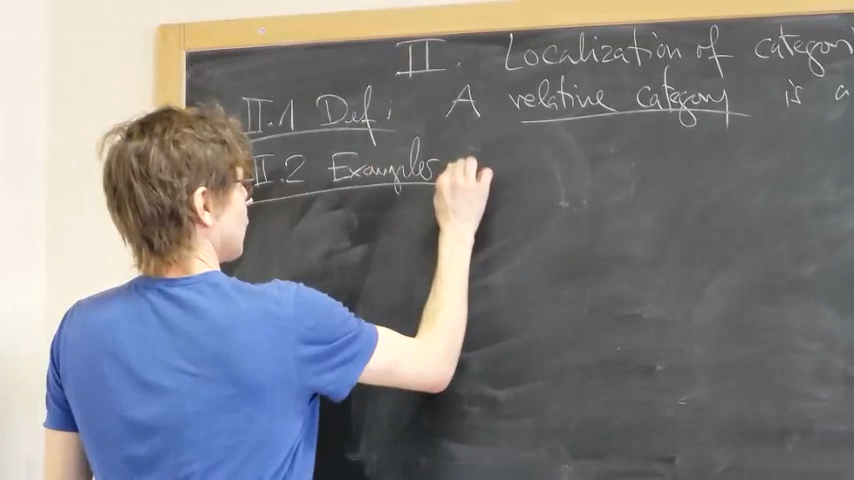 II. Localization of categori
II.1 Def: A relative category is a
II.2 Examples